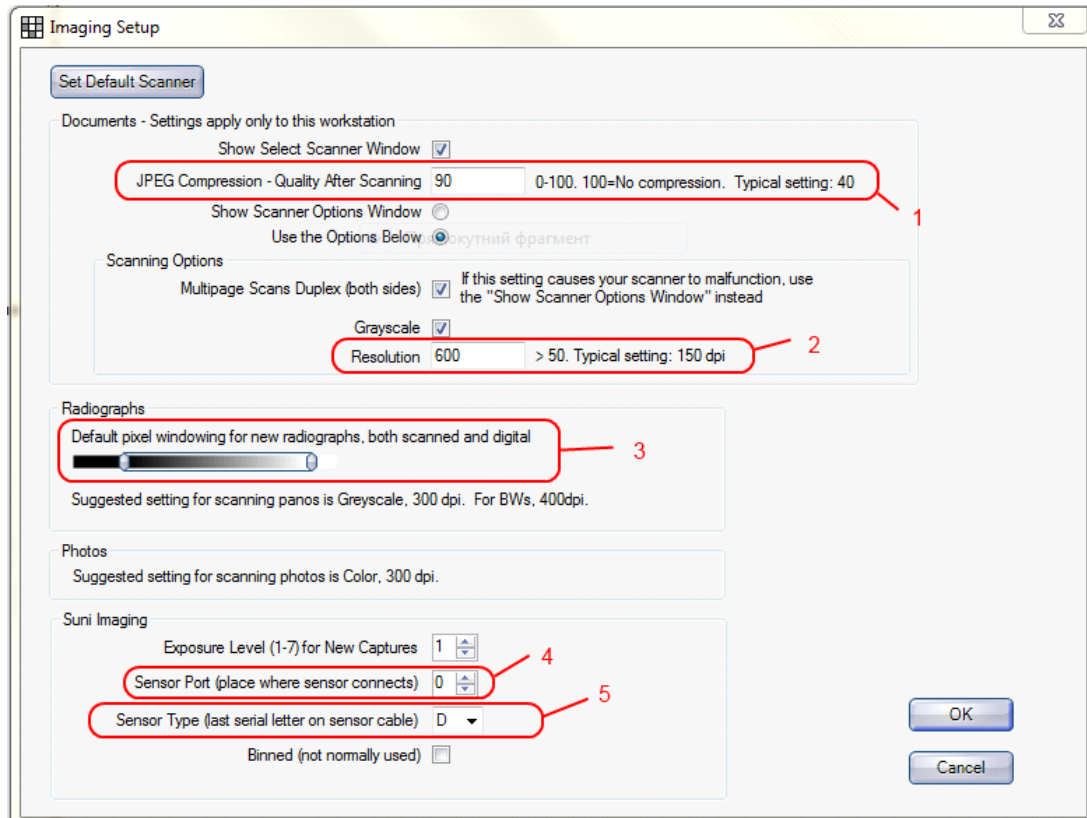 Imaging Setup
Set Default Scanner
Documents - Settings apply only to this workstation
Show Select Scanner Window
JPEG Compression - Quality After Scanning 90 0-100. 100=No compression. Typical setting: 40
1
Show Scanner Options Window
Use the Options Below
фрагмент
Scanning Options
Multipage Scans Duplex (both sides) If this setting causes your scanner to malfunction, use
the "Show Scanner Options Window" instead
Grayscale
2
Resolution 600 > 50. Typical setting: 150 dpi
Radiographs
Default pixel windowing for new radiographs, both scanned and digital
3
Suggested setting for scanning panos is Greyscale, 300 dpi. For BWs, 400dpi.
Photos
Suggested setting for scanning photos is Color, 300 dpi.
Suni Imaging
Exposure Level (1-7) for New Captures 1
4
Sensor Port (place where sensor connects) 0
5
Sensor Type (last serial letter on sensor cable) D
OK
Binned (not normally used)
Cancel